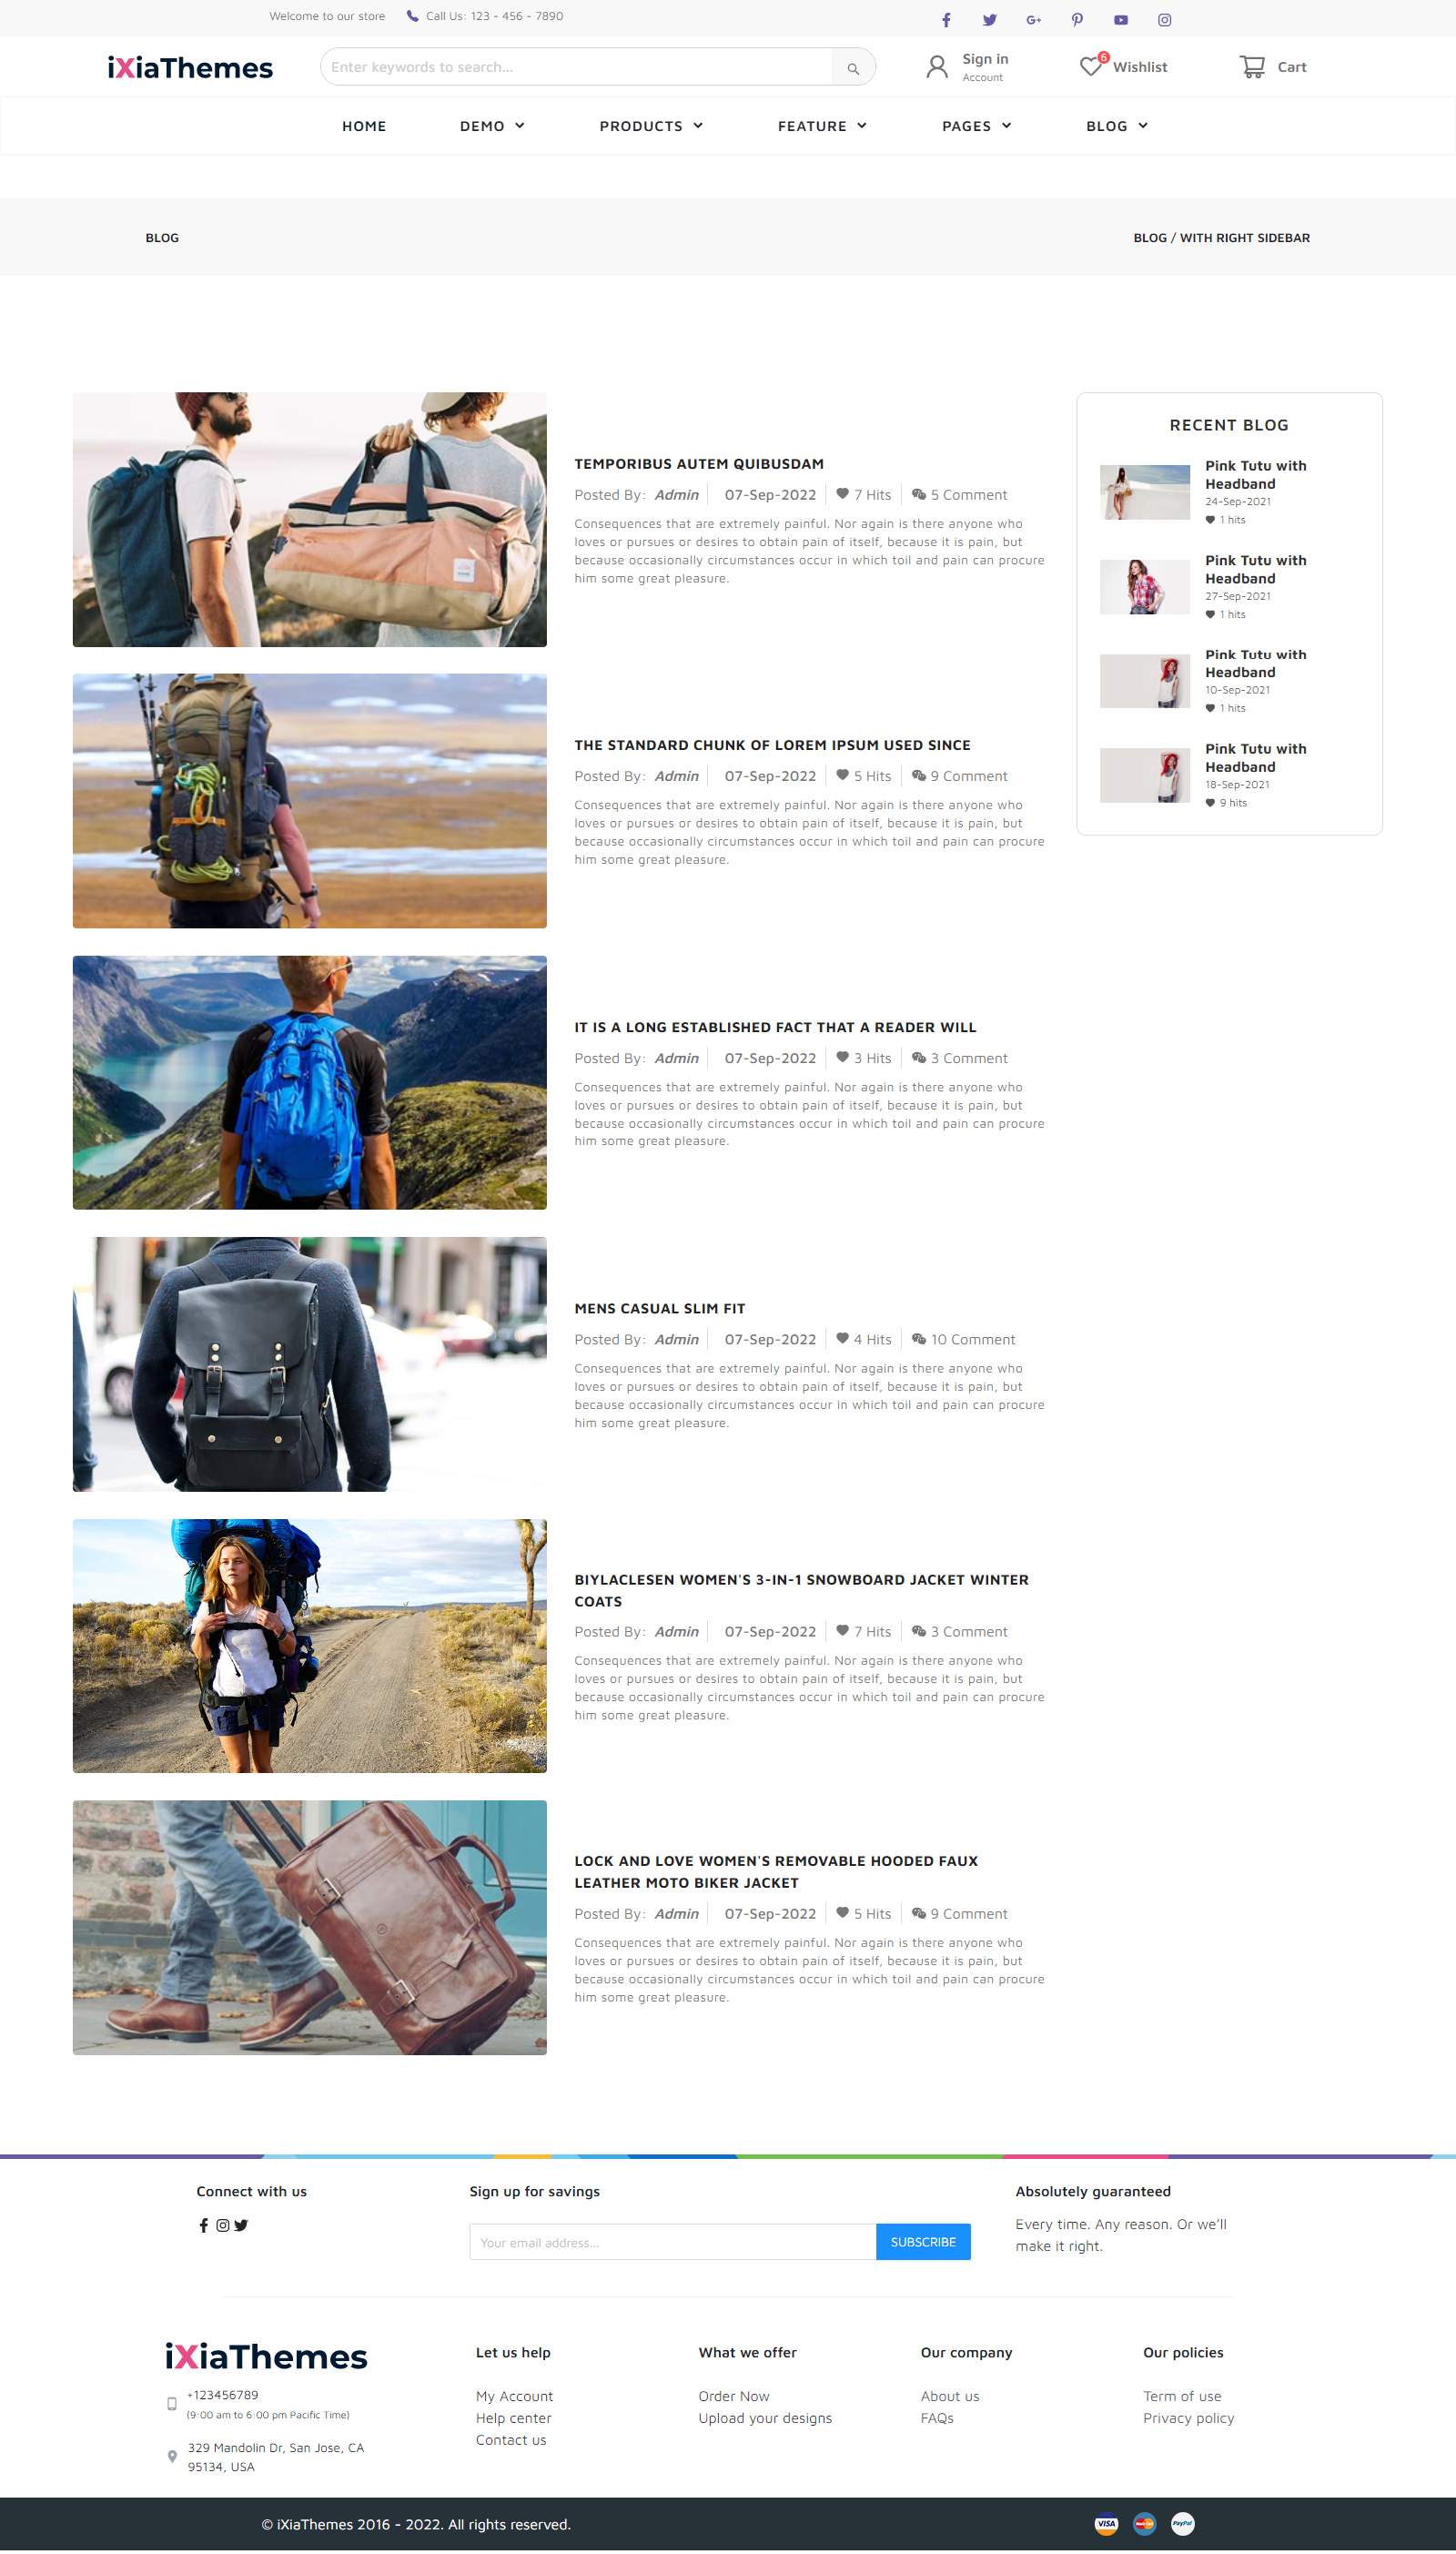 Welcome to our store Call Us: 123 - 456 - 7890
iXiaThemes
Enter keywords to search...
Sign in
Account
6
Wishlist
Cart
HOME DEMO PRODUCTS FEATURE PAGES BLOG
BLOG
BLOG / WITH RIGHT SIDEBAR
TEMPORIBUS AUTEM QUIBUSDAM
Posted By: Admin 07-Sep-2022 7 Hits 5 Comment
Consequences that are extremely painful. Nor again is there anyone who
loves or pursues or desires to obtain pain of itself, because it is pain, but
because occasionally circumstances occur in which toil and pain can procure
him some great pleasure.
THE STANDARD CHUNK OF LOREM IPSUM USED SINCE
Posted By: Admin 07-Sep-2022 5 Hits 9 Comment
Consequences that are extremely painful. Nor again is there anyone who
loves or pursues or desires to obtain pain of itself, because it is pain, but
because occasionally circumstances occur in which toil and pain can procure
him some great pleasure.
IT IS A LONG ESTABLISHED FACT THAT A READER WILL
Posted By: Admin 07-Sep-2022 3 Hits 3 Comment
Consequences that are extremely painful. Nor again is there anyone who
loves or pursues or desires to obtain pain of itself, because it is pain, but
because occasionally circumstances occur in which toil and pain can procure
him some great pleasure.
MENS CASUAL SLIM FIT
Posted By: Admin 07-Sep-2022 4 Hits 10 Comment
Consequences that are extremely painful. Nor again is there anyone who
loves or pursues or desires to obtain pain of itself, because it is pain, but
because occasionally circumstances occur in which toil and pain can procure
him some great pleasure.
BIYLACLESEN WOMEN'S 3-IN-1 SNOWBOARD JACKET WINTER
COATS
Posted By: Admin 07-Sep-2022 7 Hits 3 Comment
Consequences that are extremely painful. Nor again is there anyone who
loves or pursues or desires to obtain pain of itself, because it is pain, but
because occasionally circumstances occur in which toil and pain can procure
him some great pleasure.
LOCK AND LOVE WOMEN'S REMOVABLE HOODED FAUX
LEATHER MOTO BIKER JACKET
Posted By: Admin 07-Sep-2022 5 Hits 9 Comment
Consequences that are extremely painful. Nor again is there anyone who
loves or pursues or desires to obtain pain of itself, because it is pain, but
because occasionally circumstances occur in which toil and pain can procure
him some great pleasure.
RECENT BLOG
Pink Tutu with
Headband
24-Sep-2021
1 hits
Pink Tutu with
Headband
27-Sep-2021
1 hits
Pink Tutu with
Headband
10-Sep-2021
1 hits
Pink Tutu with
Headband
18-Sep-2021
9 hits
Connect with us
Sign up for savings
Your email address...
SUBSCRIBE
Absolutely guaranteed
Every time. Any reason. Or we'll
make it right.
iXiaThemes
+123456789
(9:00 am to 6:00 pm Pacific Time)
329 Mandolin Dr, San Jose, CA
95134, USA
Let us help
My Account
Help center
Contact us
What we offer
Order Now
Upload your designs
Our company
About us
FAQs
Our policies
Term of use
Privacy policy
© iXiaThemes 2016 - 2022. All rights reserved.
VISA
PayPal